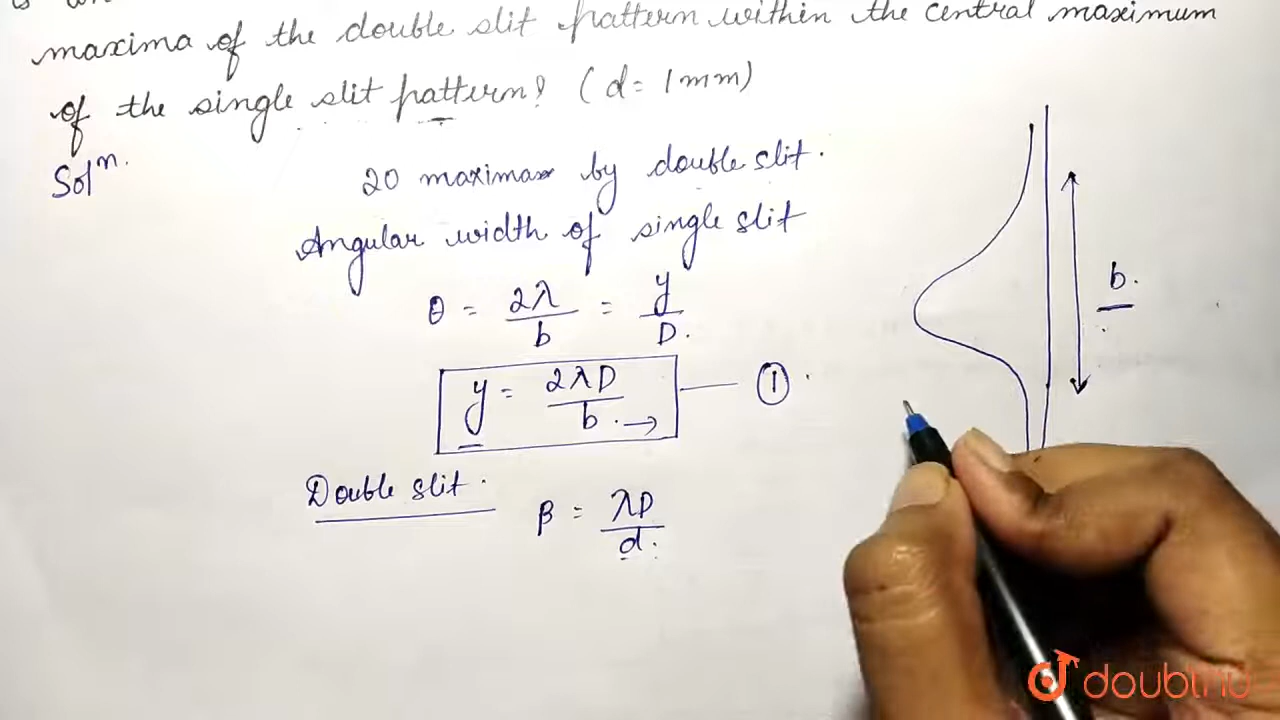 maxima of the double slit pattern within the central maximum
of the single slit pattern? (d= 1mm)
Solⁿ.
20 maximas by double slit.
Angular width of single slit
θ = 2λ/b = y/D.
y = 2λD/b. → — ①
b.
Double slit.
β = λD/d.
doubtnut